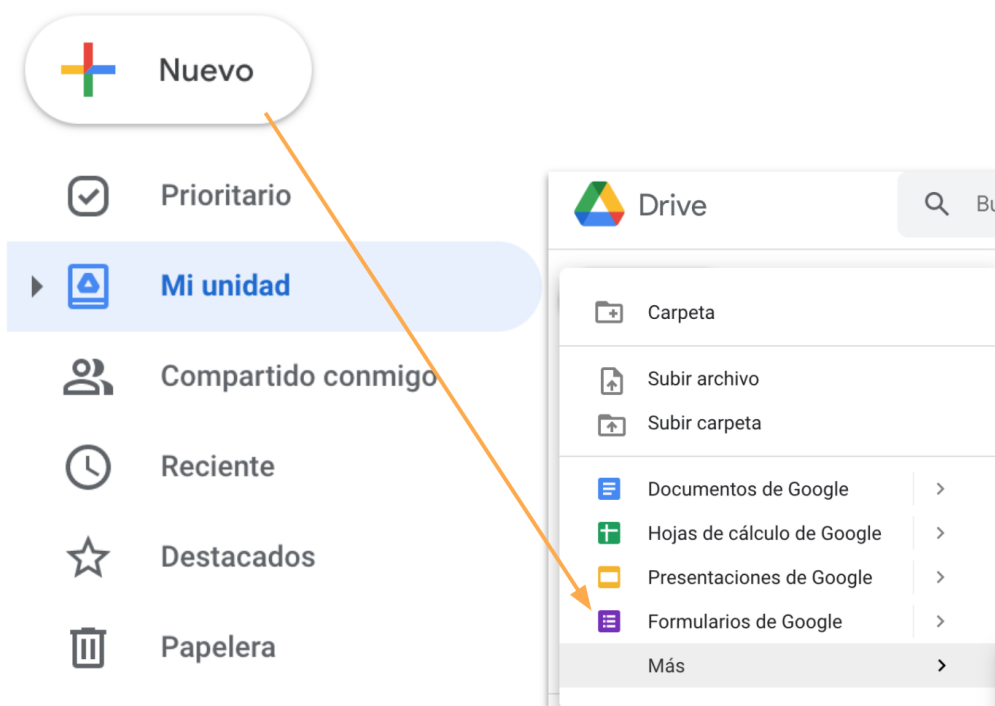 Nuevo
Prioritario
Mi unidad
Compartido conmigo
Reciente
Destacados
Papelera
Drive
Bu
Carpeta
Subir archivo
Subir carpeta
Documentos de Google
Hojas de cálculo de Google
Presentaciones de Google
Formularios de Google
Más